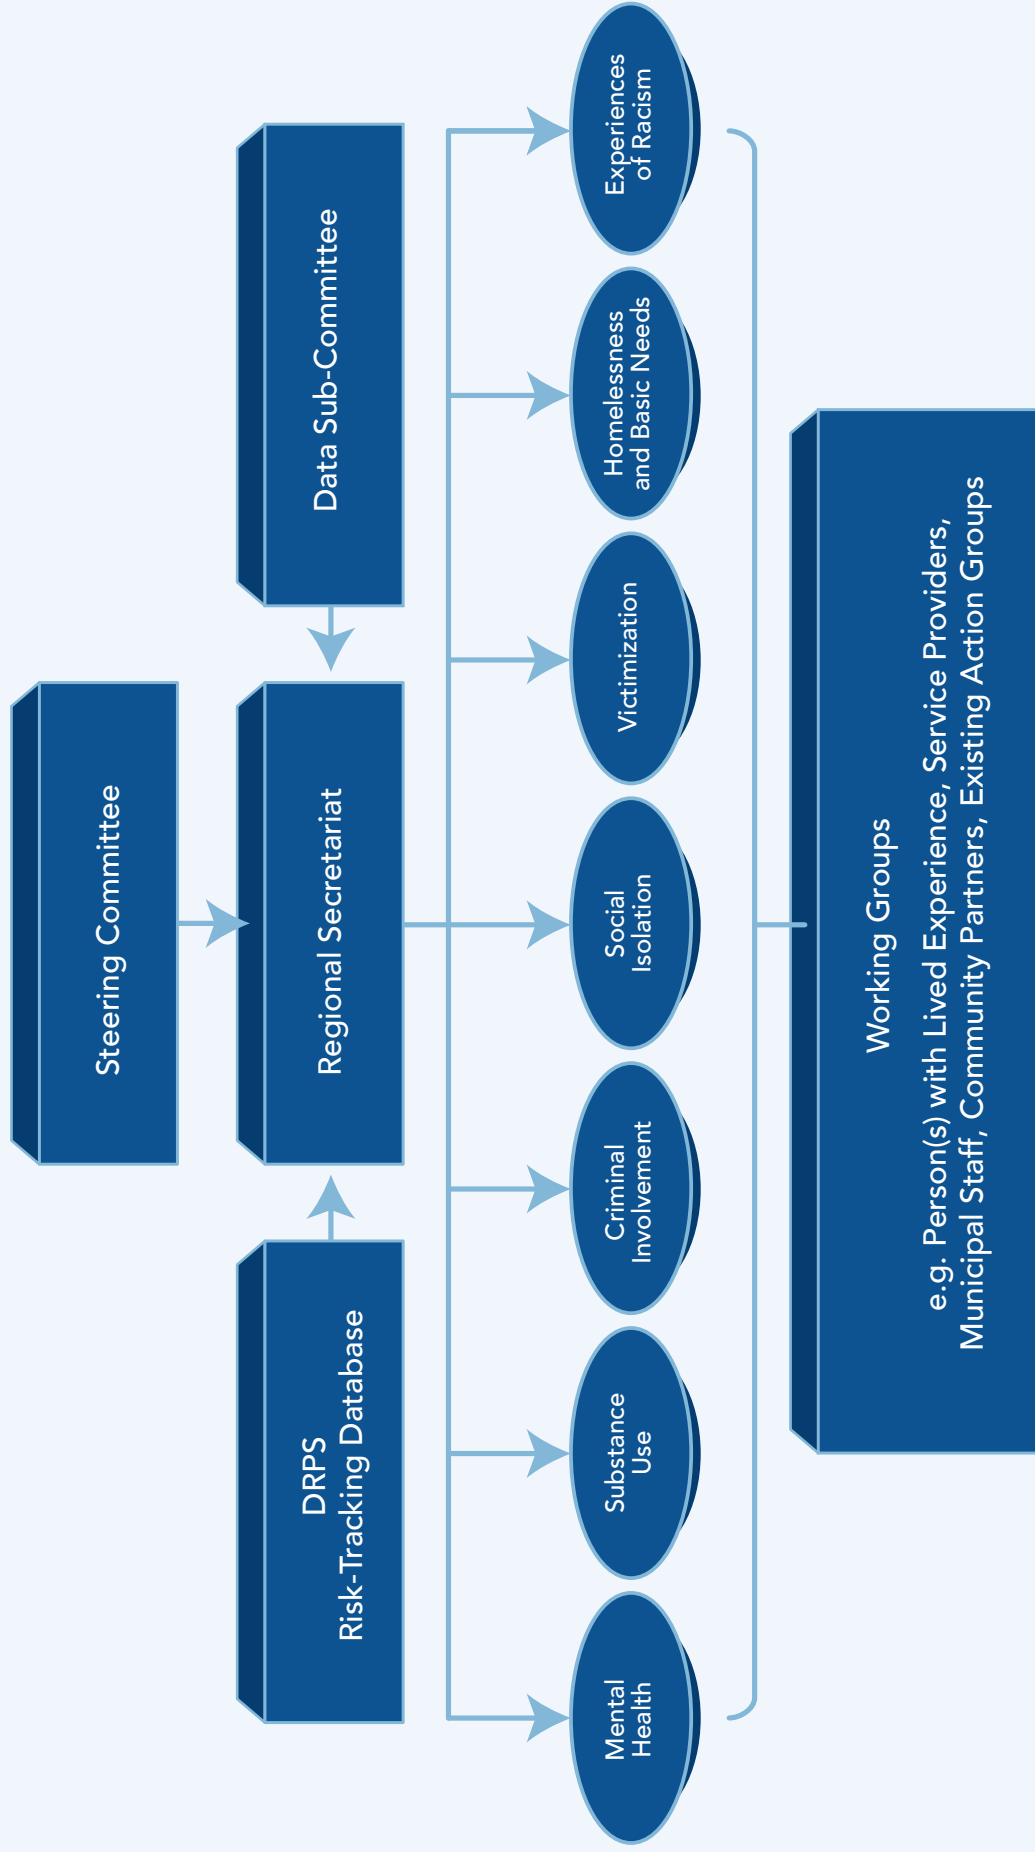 Steering Committee
DRPS
Risk-Tracking Database
Regional Secretariat
Data Sub-Committee
Mental
Health
Substance
Use
Criminal
Involvement
Social
Isolation
Victimization
Homelessness
and Basic Needs
Experiences
of Racism
Working Groups
e.g. Person(s) with Lived Experience, Service Providers,
Municipal Staff, Community Partners, Existing Action Groups